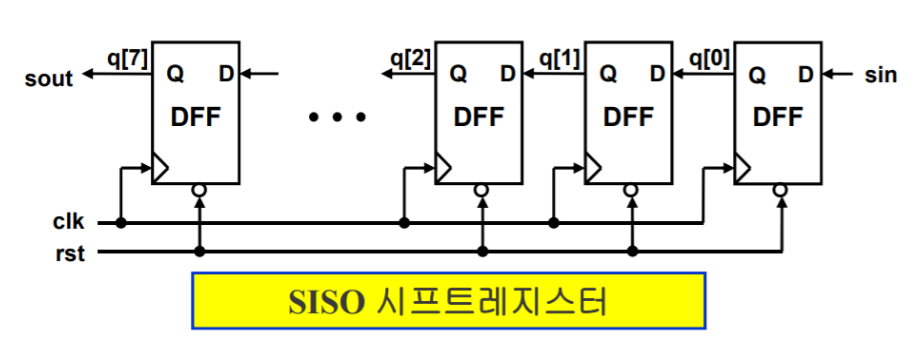 sout q[7] q[2] q[1] q[0] sin
Q D Q D Q D Q D
DFF • • • DFF DFF DFF
clk
rst
SISO 시프트레지스터